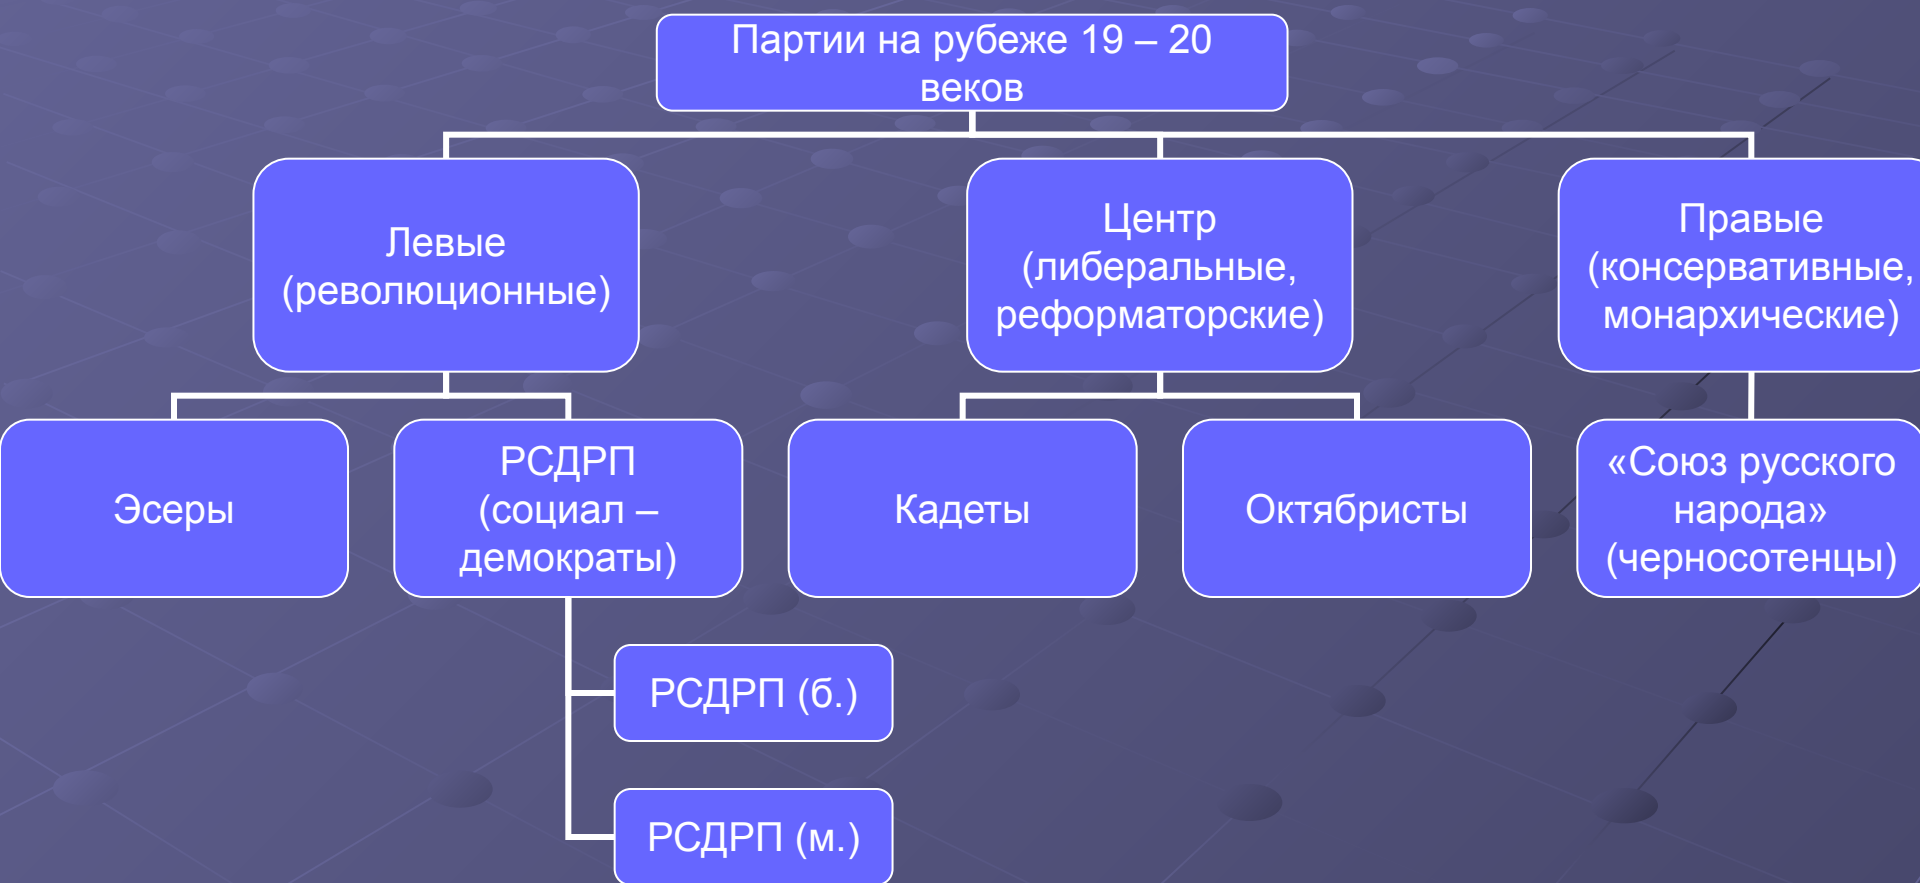 Партии на рубеже 19 – 20
веков
Левые
(революционные)
Центр
(либеральные,
реформаторские)
Правые
(консервативные,
монархические)
Эсеры
РСДРП
(социал –
демократы)
Кадеты
Октябристы
«Союз русского
народа»
(черносотенцы)
РСДРП (б.)
РСДРП (м.)